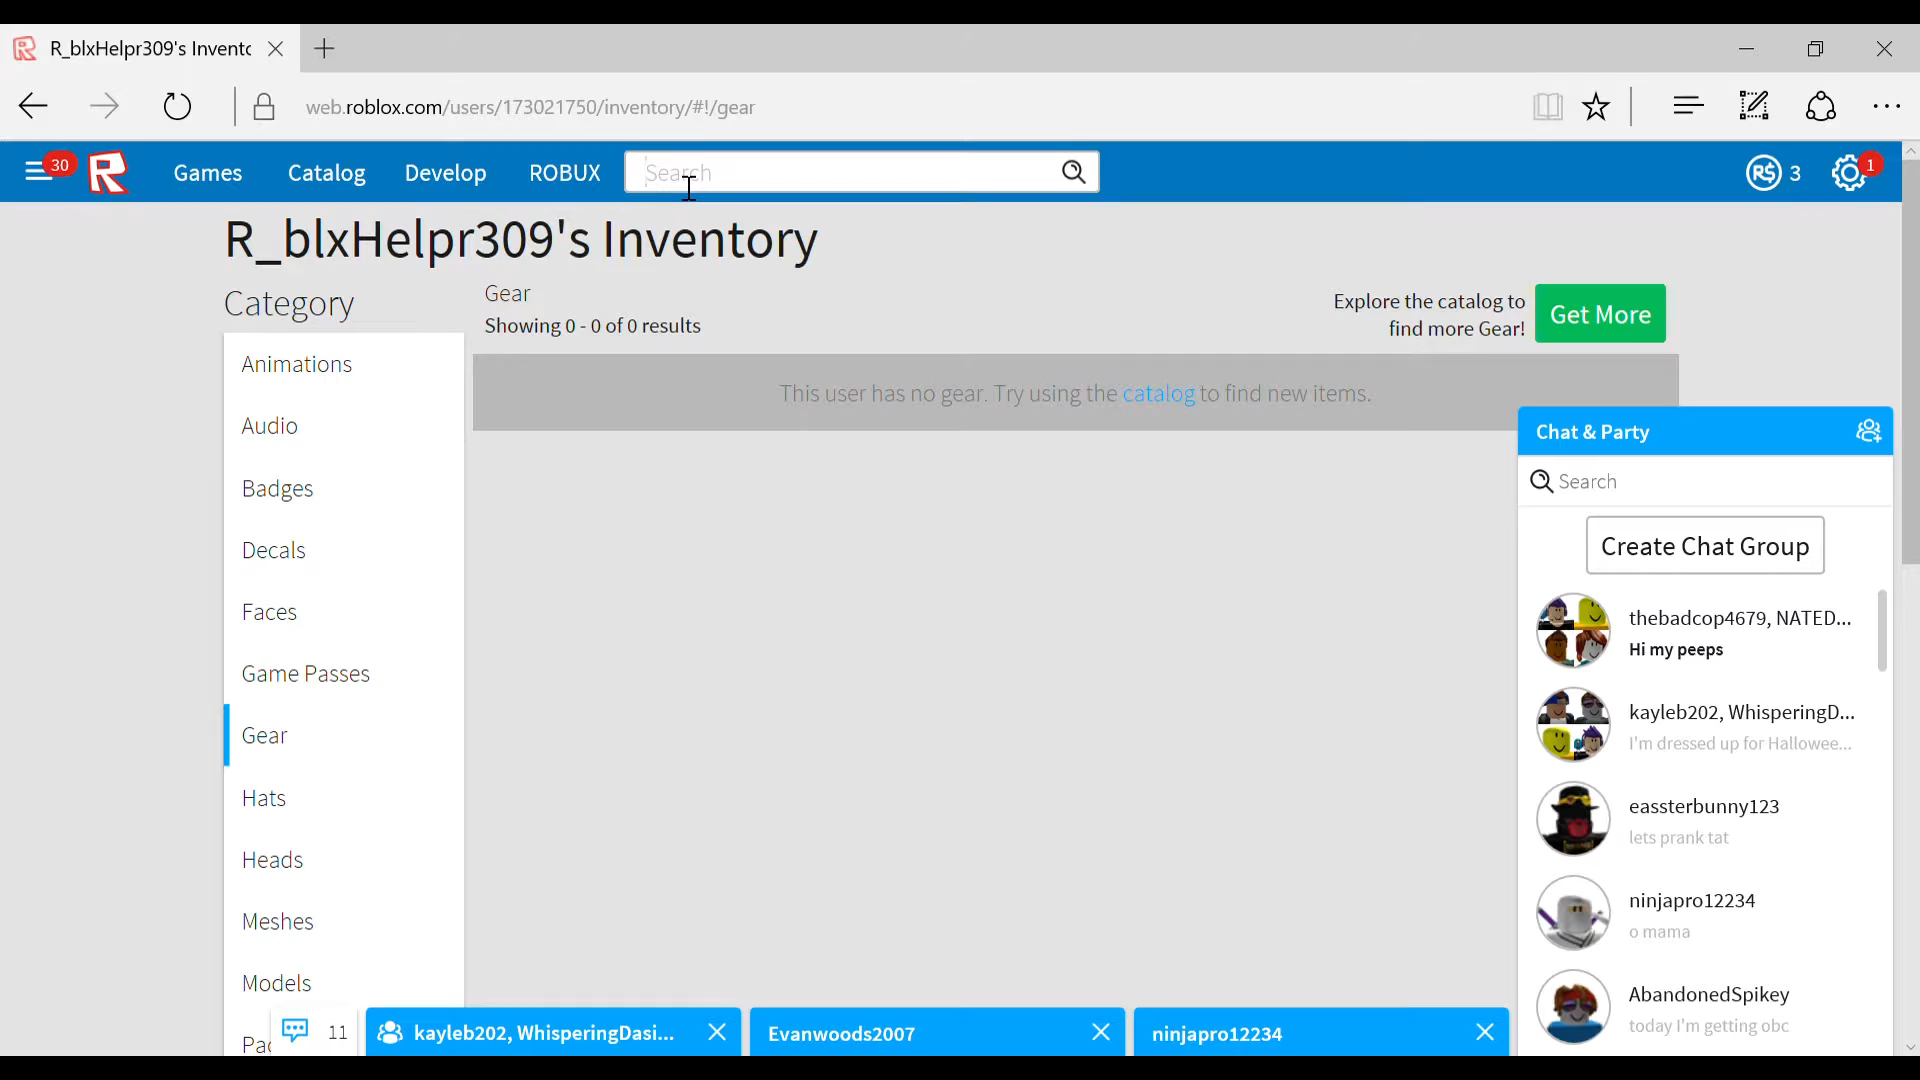 R_blxHelpr309's Invento
web.roblox.com/users/173021750/inventory/#!/gear
30
Games
Catalog
Develop
ROBUX
Search
R$ 3
1
R_blxHelpr309's Inventory
Category
Animations
Audio
Badges
Decals
Faces
Game Passes
Gear
Hats
Heads
Meshes
Models
Pac
Gear
Showing 0 - 0 of 0 results
Explore the catalog to
find more Gear!
Get More
This user has no gear. Try using the catalog to find new items.
Chat & Party
Search
Create Chat Group
thebadcop4679, NATED...
Hi my peeps
kayleb202, WhisperingD...
I'm dressed up for Hallowee...
eassterbunny123
lets prank tat
ninjapro12234
o mama
AbandonedSpikey
today I'm getting obc
11
kayleb202, WhisperingDasi...
Evanwoods2007
ninjapro12234